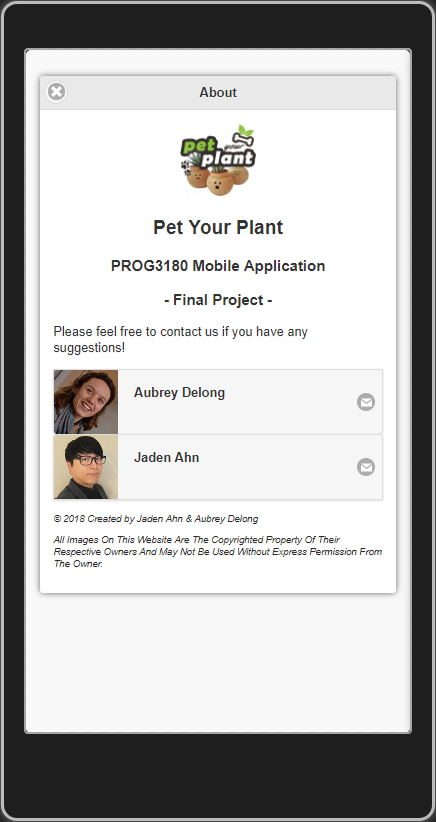 About
pet your
plant
Pet Your Plant
PROG3180 Mobile Application
- Final Project -
Please feel free to contact us if you have any
suggestions!
Aubrey Delong
Jaden Ahn
© 2018 Created by Jaden Ahn & Aubrey Delong
All Images On This Website Are The Copyrighted Property Of Their
Respective Owners And May Not Be Used Without Express Permission From
The Owner.